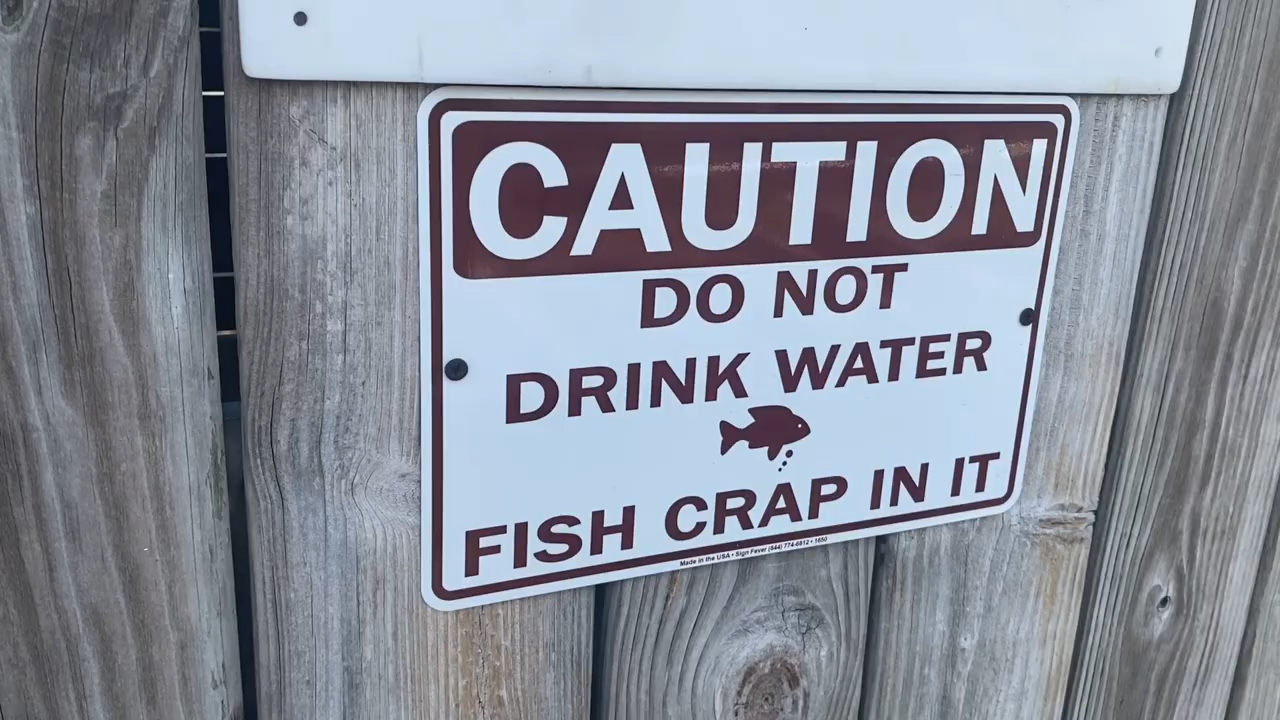 CAUTION
DO NOT
DRINK WATER
FISH CRAP IN IT
Made in the USA • Sign Fever (844) 774-6812 • 1650